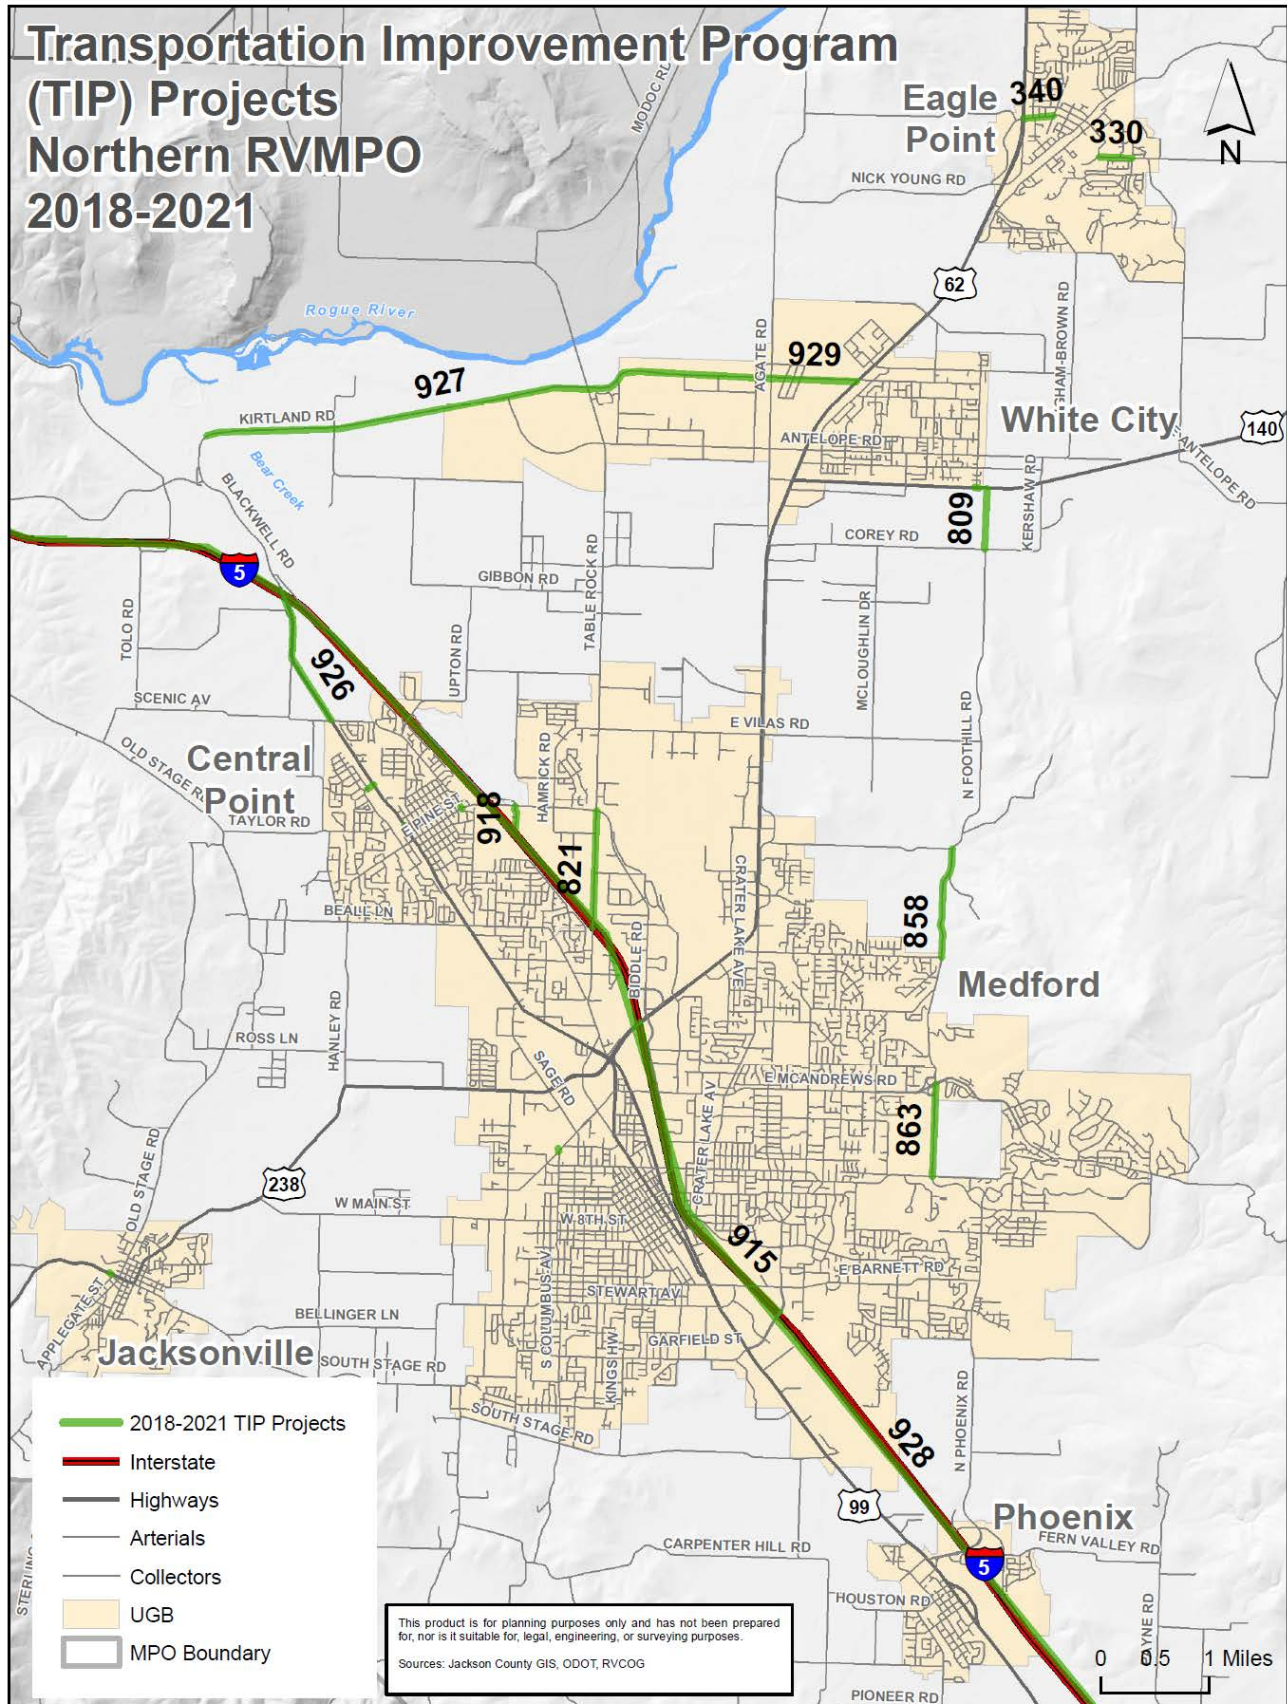 Transportation Improvement Program
(TIP) Projects
Northern RVMPO
2018-2021
MODOC RD
Eagle
Point
340
330
N
NICK YOUNG RD
62
Rogue River
AGATE RD
929
927
KIRTLAND RD
GHAM-BROWN RD
White City
140
ANTELOPE RD
E ANTELOPE RD
Bear Creek
BLACKWELL RD
809
KERSHAW RD
COREY RD
5
GIBBON RD
TABLE ROCK RD
MCLOUGHLIN DR
TOLO RD
UPTON RD
926
SCENIC AV
N FOOTHILL RD
E VILAS RD
OLD STAGE RD
Central
Point
HAMRICK RD
TAYLOR RD
E PINE ST
918
821
CRATER LAKE AVE
858
BEALL LN
BIDDLE RD
Medford
HANLEY RD
ROSS LN
SAGE RD
E MCANDREWS RD
CRATER LAKE AV
863
OLD STAGE RD
238
W MAIN ST
W 8TH ST
915
S COLUMBUS AV
E BARNETT RD
APPLEGATE ST
STEWART AV
BELLINGER LN
GARFIELD ST
Jacksonville
SOUTH STAGE RD
KINGS HW
N PHOENIX RD
SOUTH STAGE RD
928
99
Phoenix
FERN VALLEY RD
CARPENTER HILL RD
5
HOUSTON RD
PIONEER RD
2018-2021 TIP Projects
Interstate
Highways
Arterials
Collectors
UGB
MPO Boundary
This product is for planning purposes only and has not been prepared
for, nor is it suitable for, legal, engineering, or surveying purposes.
Sources: Jackson County GIS, ODOT, RVCOG
0 0.5 1 Miles